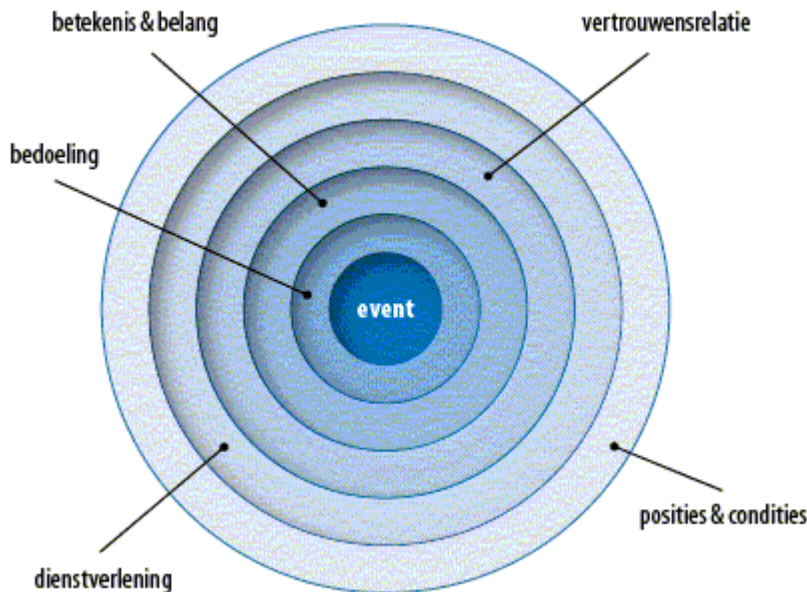 betekenis & belang
vertrouwensrelatie
bedoeling
event
posities & condities
dienstverlening